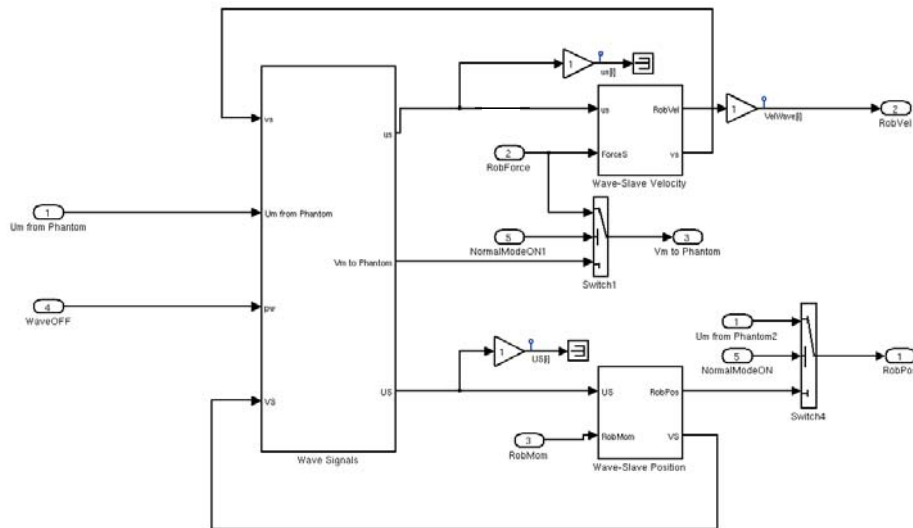 1
us[i]
vs
us
us
RobVel
1
VelWave[i]
2
RobVel
2
RobForce
ForceS
vs
Wave-Slave Velocity
1
Um from Phantom
Um from Phantom
5
NormalModeON1
3
Vm to Phantom
Vm to Phantom
Switch1
4
WaveOFF
pw
1
Um from Phantom2
1
US[i]
5
NormalModeON
1
RobPos
VS
US
US
RobPos
Switch4
3
RobMom
RobMom
VS
Wave Signals
Wave-Slave Position